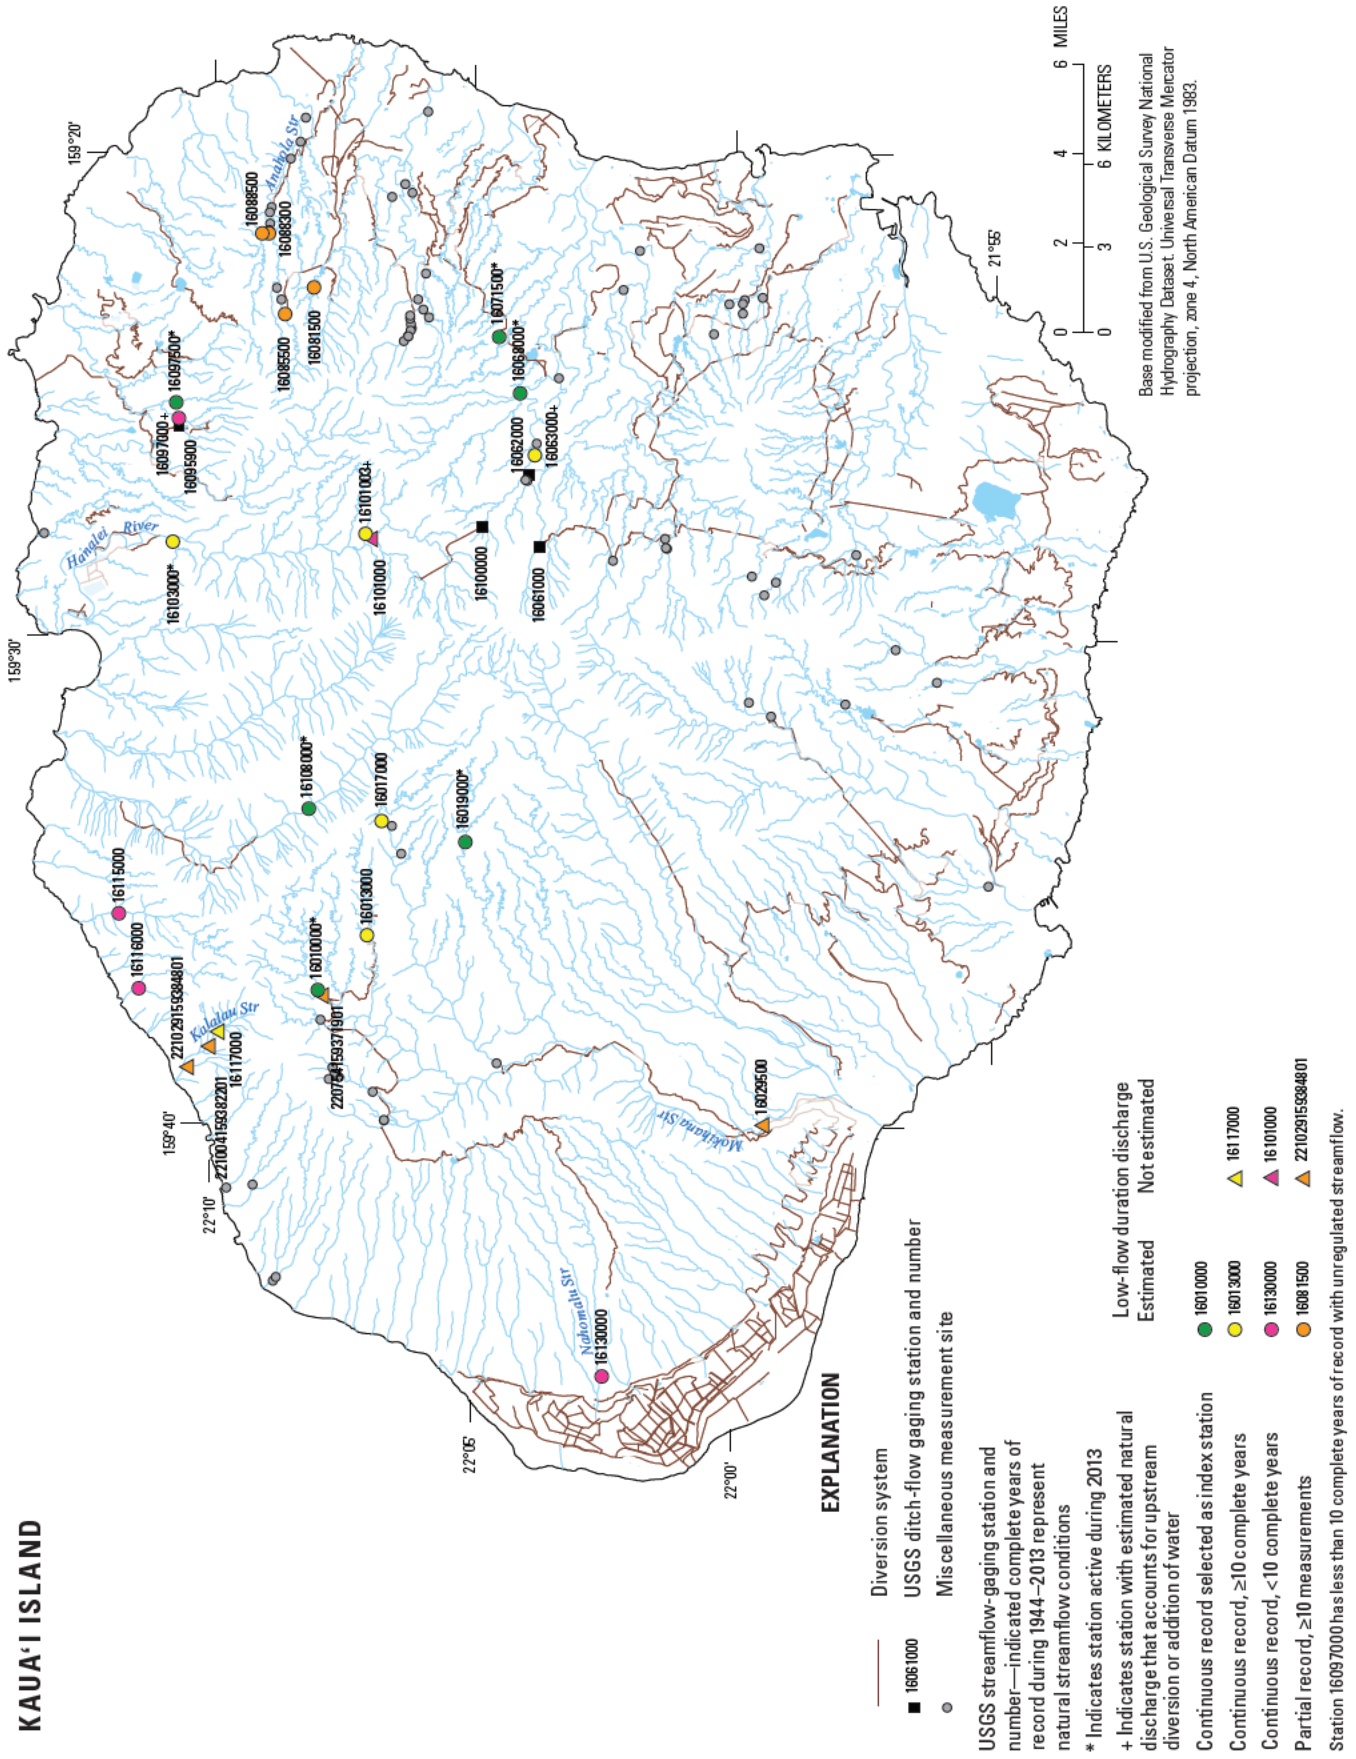 KAUAʻI ISLAND
159°40'
159°30'
159°20'
22°10'
22°05'
22°00'
21°55'
Hanalei
River
Anahola Str
Kalalau Str
Nahomalu Str
Mokihana Str
16115000
16116000
221029159384801
16117000
221004159382201
16108000*
16017000
16019000*
16013000
16010000*
220754159371901
16029500
16130000
16103000*
16097500*
16097000+
16095900
16088500
16088300
16085500
16081500
16101003+
16101000
16100000
16061000
16062000
16063000+
16068000*
16071500*
0
2
4
6 MILES
0
3
6 KILOMETERS
Base modified from U.S. Geological Survey National
Hydrography Dataset. Universal Transverse Mercator
projection, zone 4, North American Datum 1983.
EXPLANATION
Diversion system
16061000
USGS ditch-flow gaging station and number
Miscellaneous measurement site
USGS streamflow-gaging station and
number—indicated complete years of
record during 1944–2013 represent
natural streamflow conditions
* Indicates station active during 2013
+ Indicates station with estimated natural
discharge that accounts for upstream
diversion or addition of water
Low-flow duration discharge
Estimated Not estimated
Continuous record selected as index station 16010000
Continuous record, ≥10 complete years 16013000 16117000
Continuous record, <10 complete years 16130000 16101000
Partial record, ≥10 measurements 16081500 221029159384801
Station 16097000 has less than 10 complete years of record with unregulated streamflow.